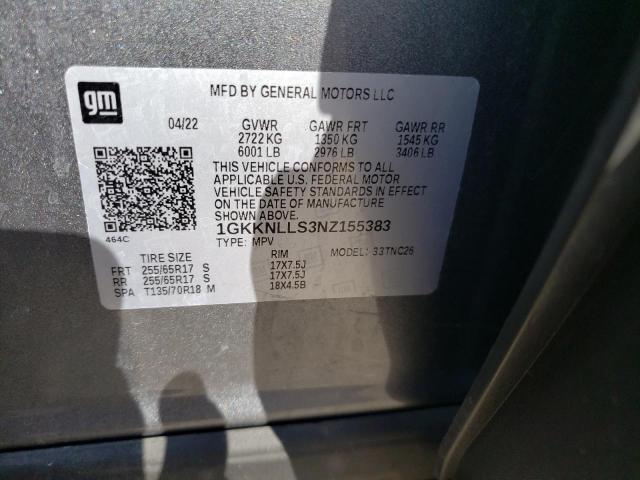 gm
MFD BY GENERAL MOTORS LLC
04/22 GVWR GAWR FRT GAWR RR
2722 KG 1350 KG 1545 KG
6001 LB 2976 LB 3406 LB
THIS VEHICLE CONFORMS TO ALL
APPLICABLE U.S. FEDERAL MOTOR
VEHICLE SAFETY STANDARDS IN EFFECT
ON THE DATE OF MANUFACTURE
SHOWN ABOVE.
1GKKNLLS3NZ155383
464C
TYPE: MPV MODEL: S3TNC26
TIRE SIZE RIM
FRT 255/65R17 S 17X7.5J
RR 255/65R17 S 17X7.5J
SPA T135/70R18 M 18X4.5B